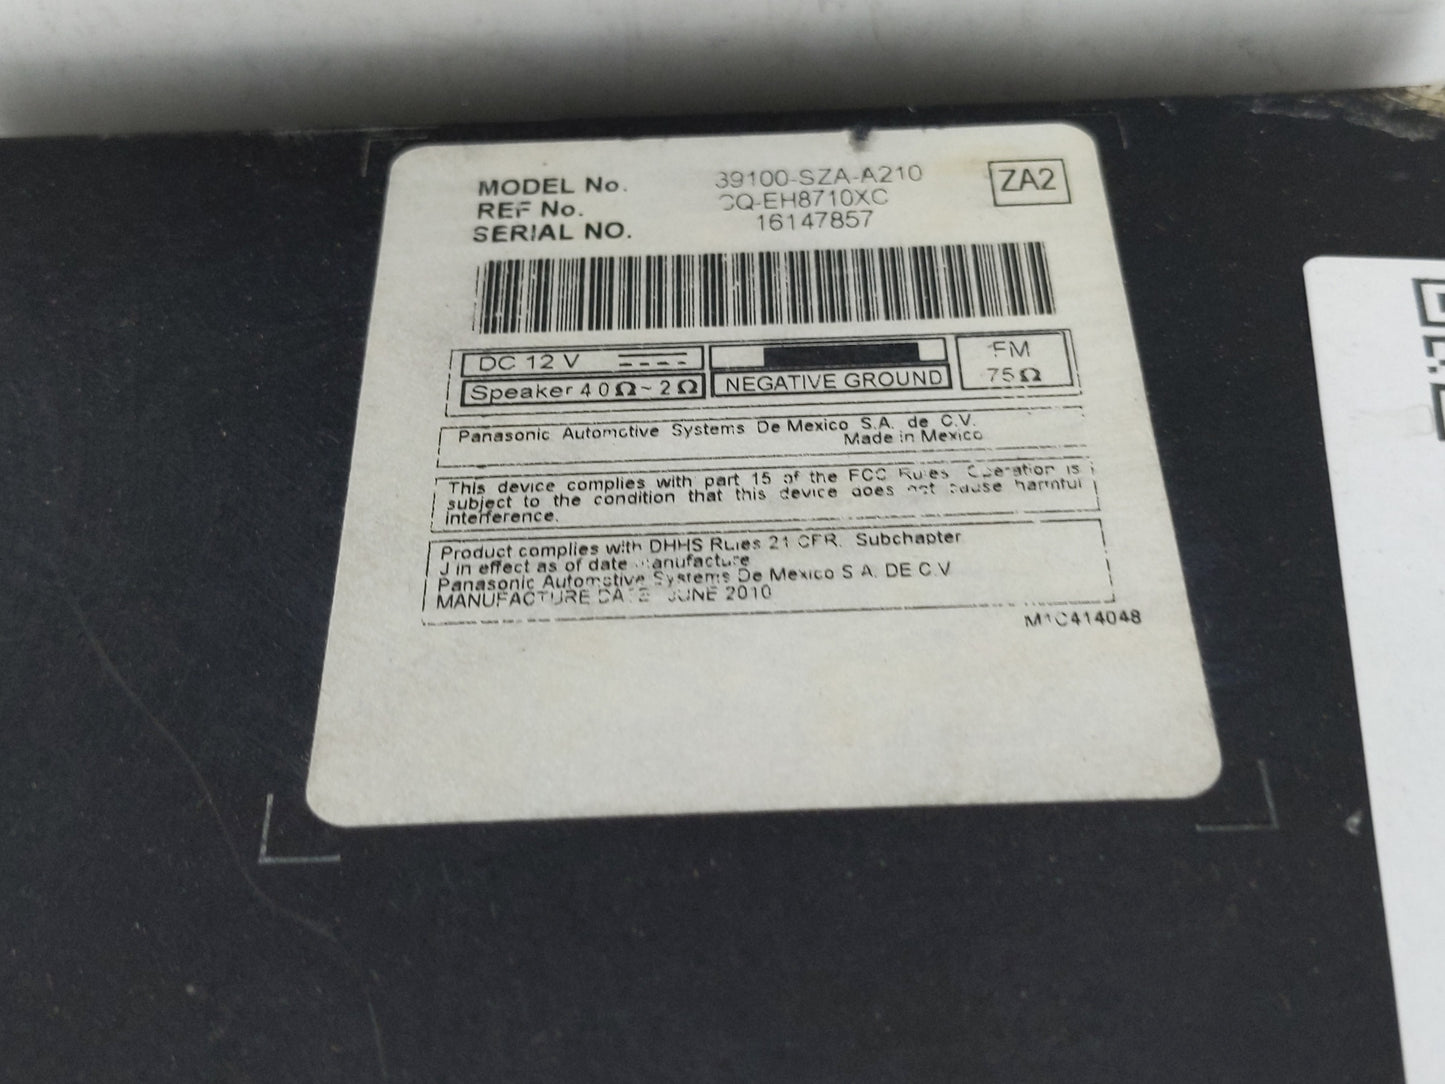 MODEL No. 39100-SZA-A210 ZA2
REF No. CQ-EH8710XC
SERIAL NO. 16147857
DC 12 V
Speaker 4 0Ω~ 2Ω
NEGATIVE GROUND
FM
75Ω
Panasonic Automotive Systems De Mexico S.A. de C.V.
Made in Mexico
This device complies with part 15 of the FCC Rules. Operation is
subject to the condition that this device does not cause harmful
interference.
Product complies with DHHS Rules 21 CFR. Subchapter
J in effect as of date manufacture
Panasonic Automotive Systems De Mexico S A. DE C.V
MANUFACTURE DATE JUNE 2010
M1C414048